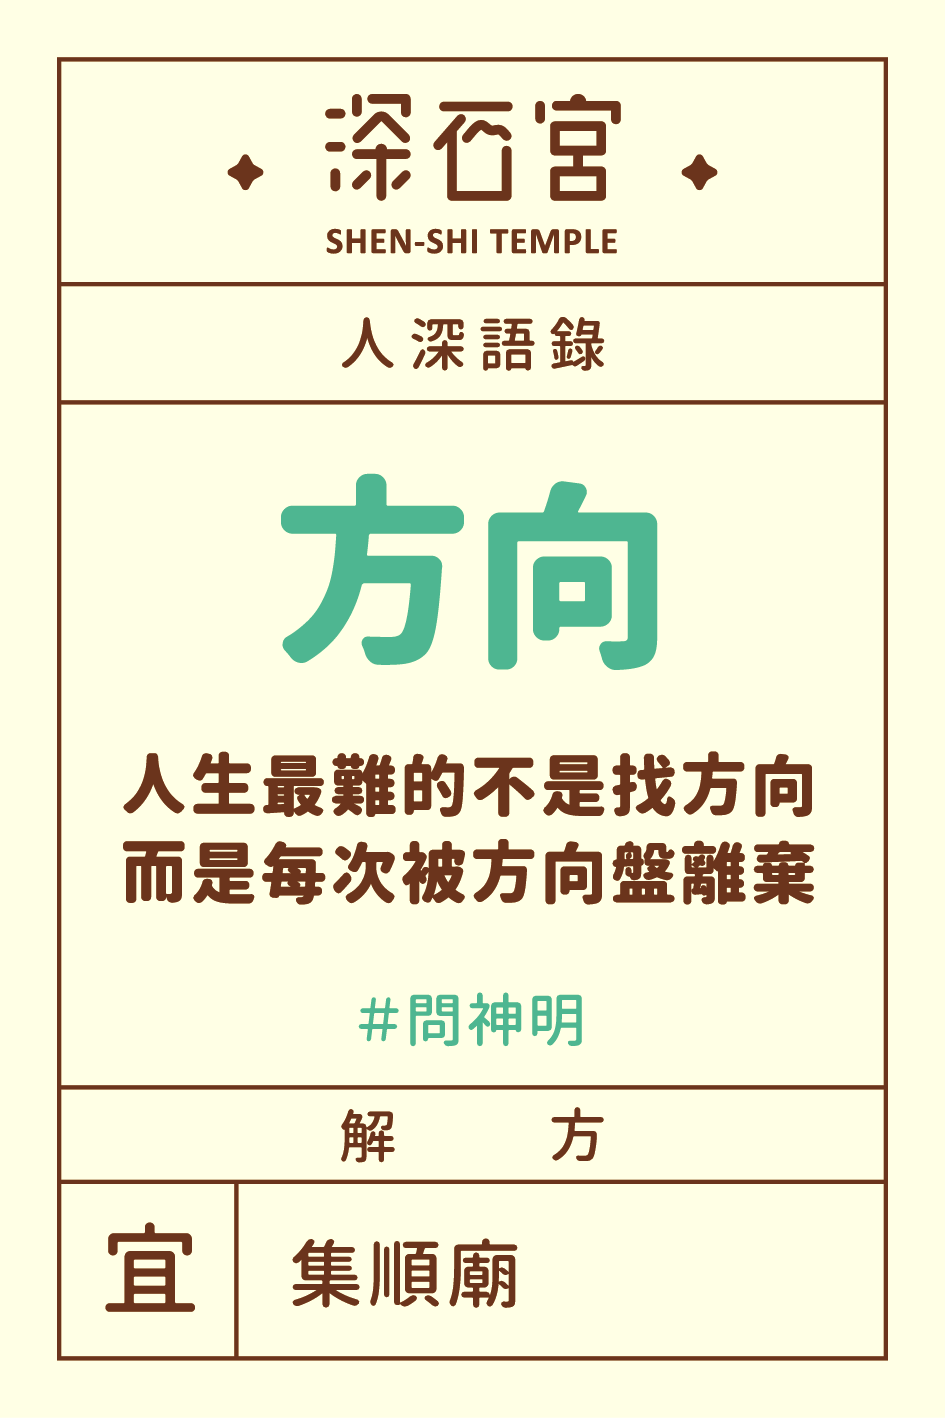 深石宮
SHEN-SHI TEMPLE
人深語錄
方向
人生最難的不是找方向
而是每次被方向盤離棄
#問神明
解 方
宜 集順廟